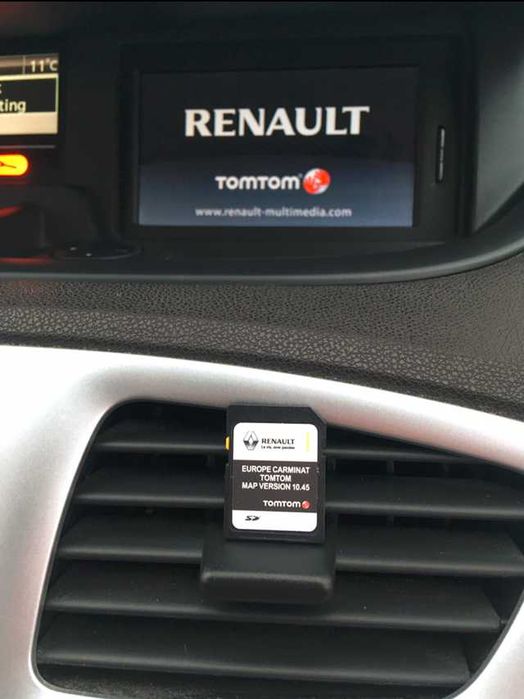 11°C
ting
RENAULT
TOMTOM
www.renault-multimedia.com
RENAULT
EUROPE CARMINAT
TOMTOM
MAP VERSION 10.45
TOMTOM
SD